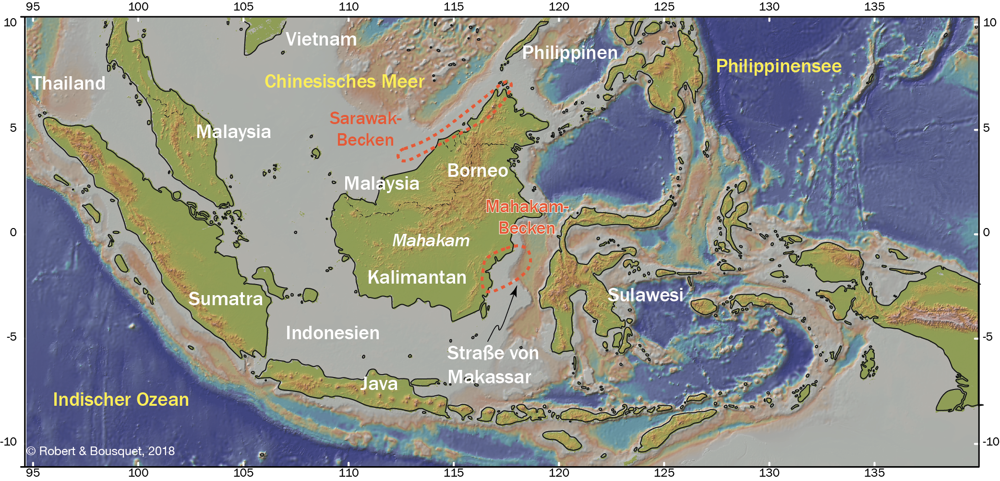 95 100 105 110 115 120 125 130 135
10 10
Vietnam
Philippinen
Philippinensee
Thailand
Chinesisches Meer
Sarawak-
Becken
5 5
Malaysia
Borneo
Malaysia
Mahakam-
Becken
0 0
Mahakam
Kalimantan
Sumatra
Sulawesi
Indonesien
-5 -5
Straße von
Makassar
Java
Indischer Ozean
-10 -10
© Robert & Bousquet, 2018
95 100 105 110 115 120 125 130 135